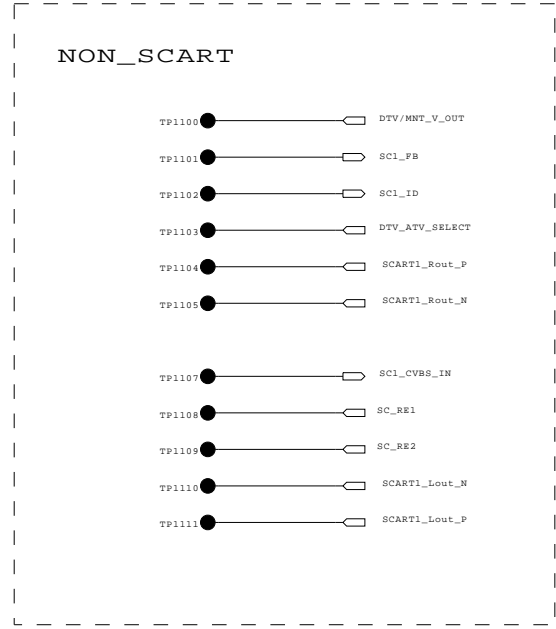 NON_SCART
TP1100 DTV/MNT_V_OUT
TP1101 SC1_FB
TP1102 SC1_ID
TP1103 DTV_ATV_SELECT
TP1104 SCART1_Rout_P
TP1105 SCART1_Rout_N
TP1107 SC1_CVBS_IN
TP1108 SC_RE1
TP1109 SC_RE2
TP1110 SCART1_Lout_N
TP1111 SCART1_Lout_P